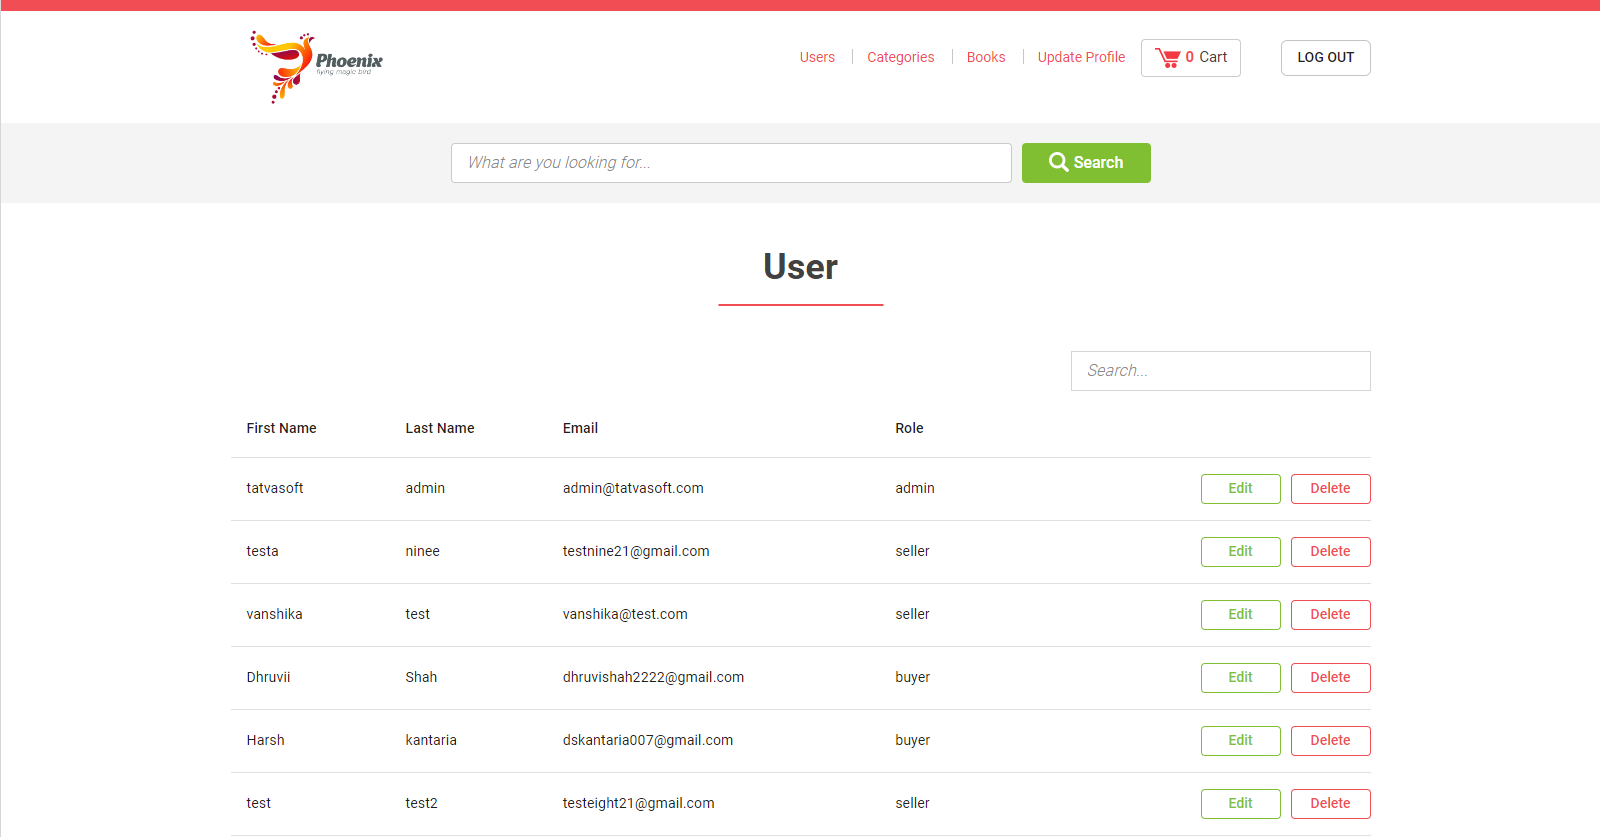 Phoenix
flying magic bird
Users Categories Books Update Profile 0 Cart LOG OUT
What are you looking for... Search
User
Search...
First Name Last Name Email Role
tatvasoft admin admin@tatvasoft.com admin Edit Delete
testa ninee testnine21@gmail.com seller Edit Delete
vanshika test vanshika@test.com seller Edit Delete
Dhruvii Shah dhruvishah2222@gmail.com buyer Edit Delete
Harsh kantaria dskantaria007@gmail.com buyer Edit Delete
test test2 testeight21@gmail.com seller Edit Delete